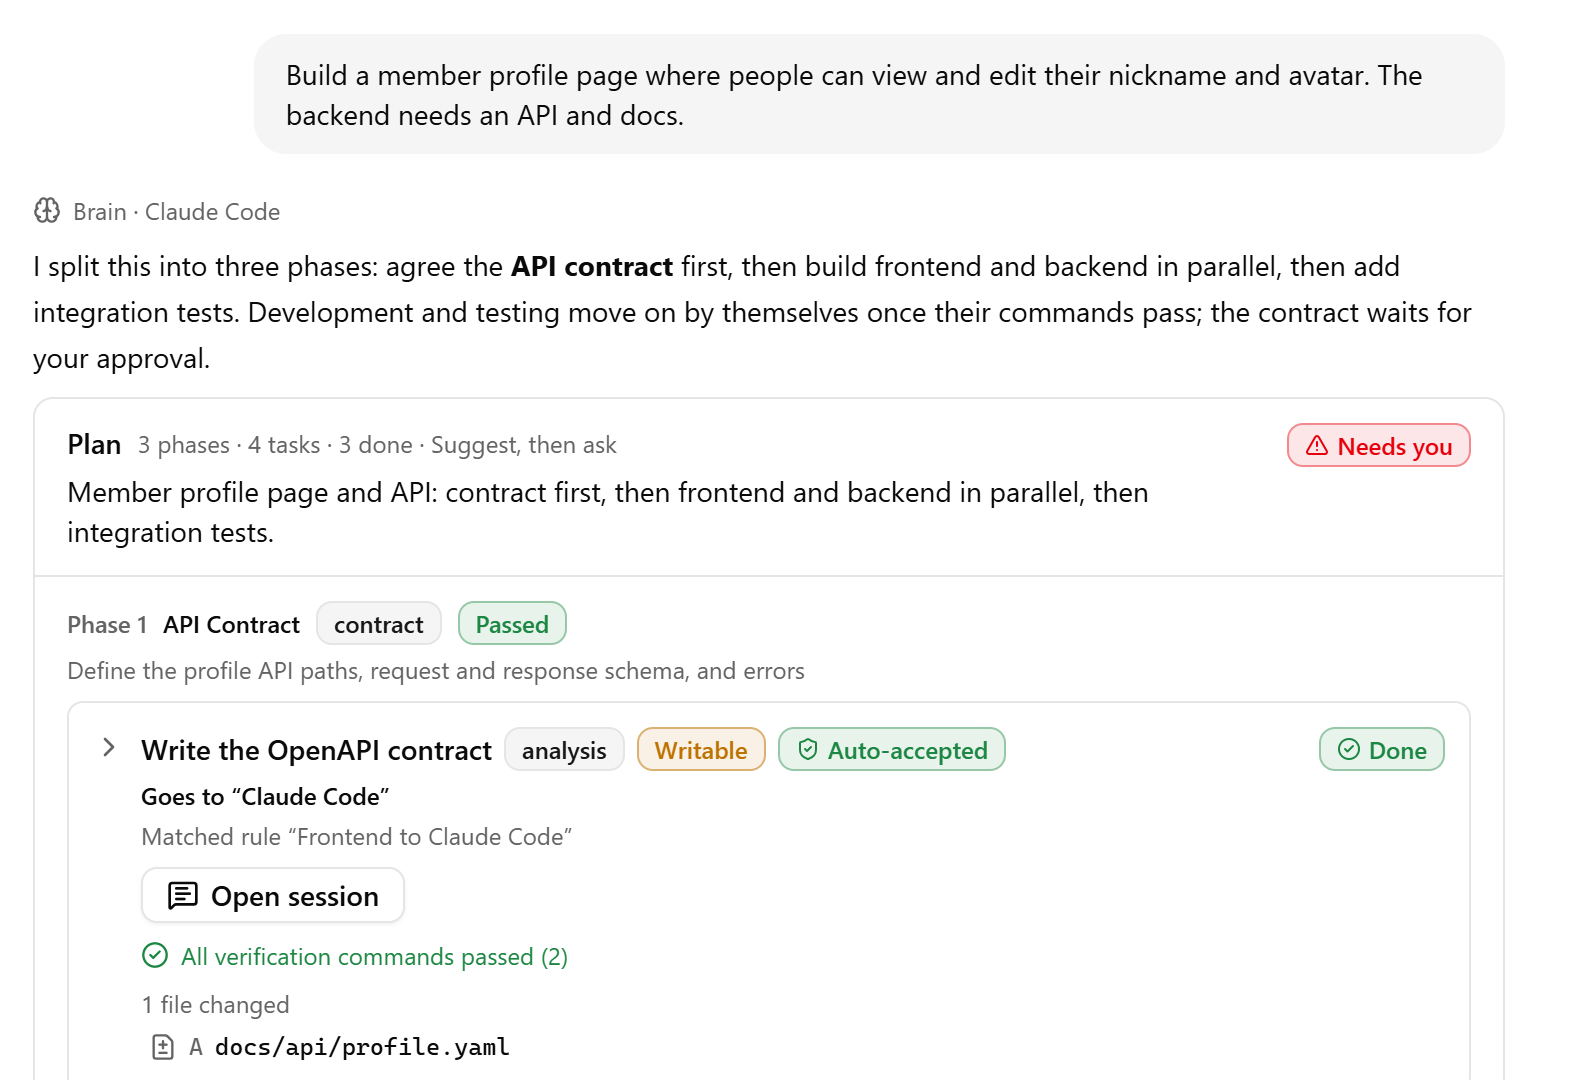 Build a member profile page where people can view and edit their nickname and avatar. The
backend needs an API and docs.
Brain · Claude Code
I split this into three phases: agree the API contract first, then build frontend and backend in parallel, then add
integration tests. Development and testing move on by themselves once their commands pass; the contract waits for
your approval.
Plan 3 phases · 4 tasks · 3 done · Suggest, then ask Needs you
Member profile page and API: contract first, then frontend and backend in parallel, then
integration tests.
Phase 1 API Contract contract Passed
Define the profile API paths, request and response schema, and errors
Write the OpenAPI contract analysis Writable Auto-accepted Done
Goes to “Claude Code”
Matched rule “Frontend to Claude Code”
Open session
All verification commands passed (2)
1 file changed
A docs/api/profile.yaml